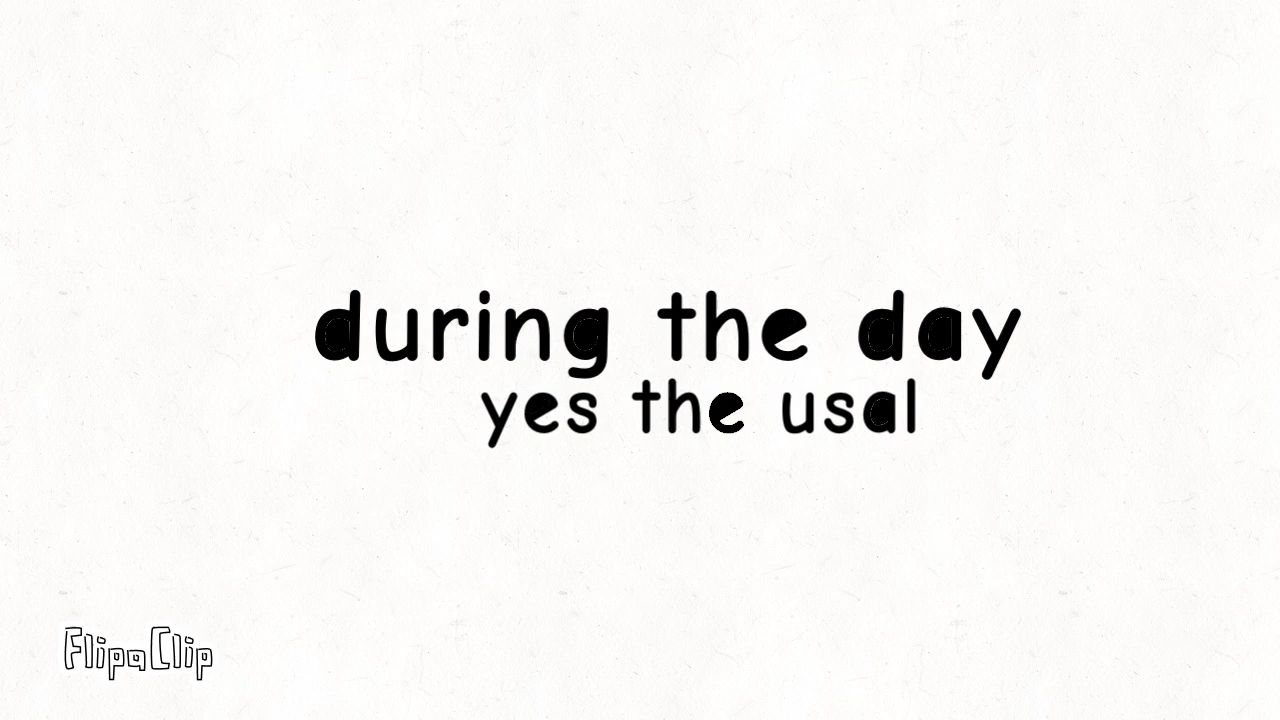 during the day
yes the usal
FlipaClip